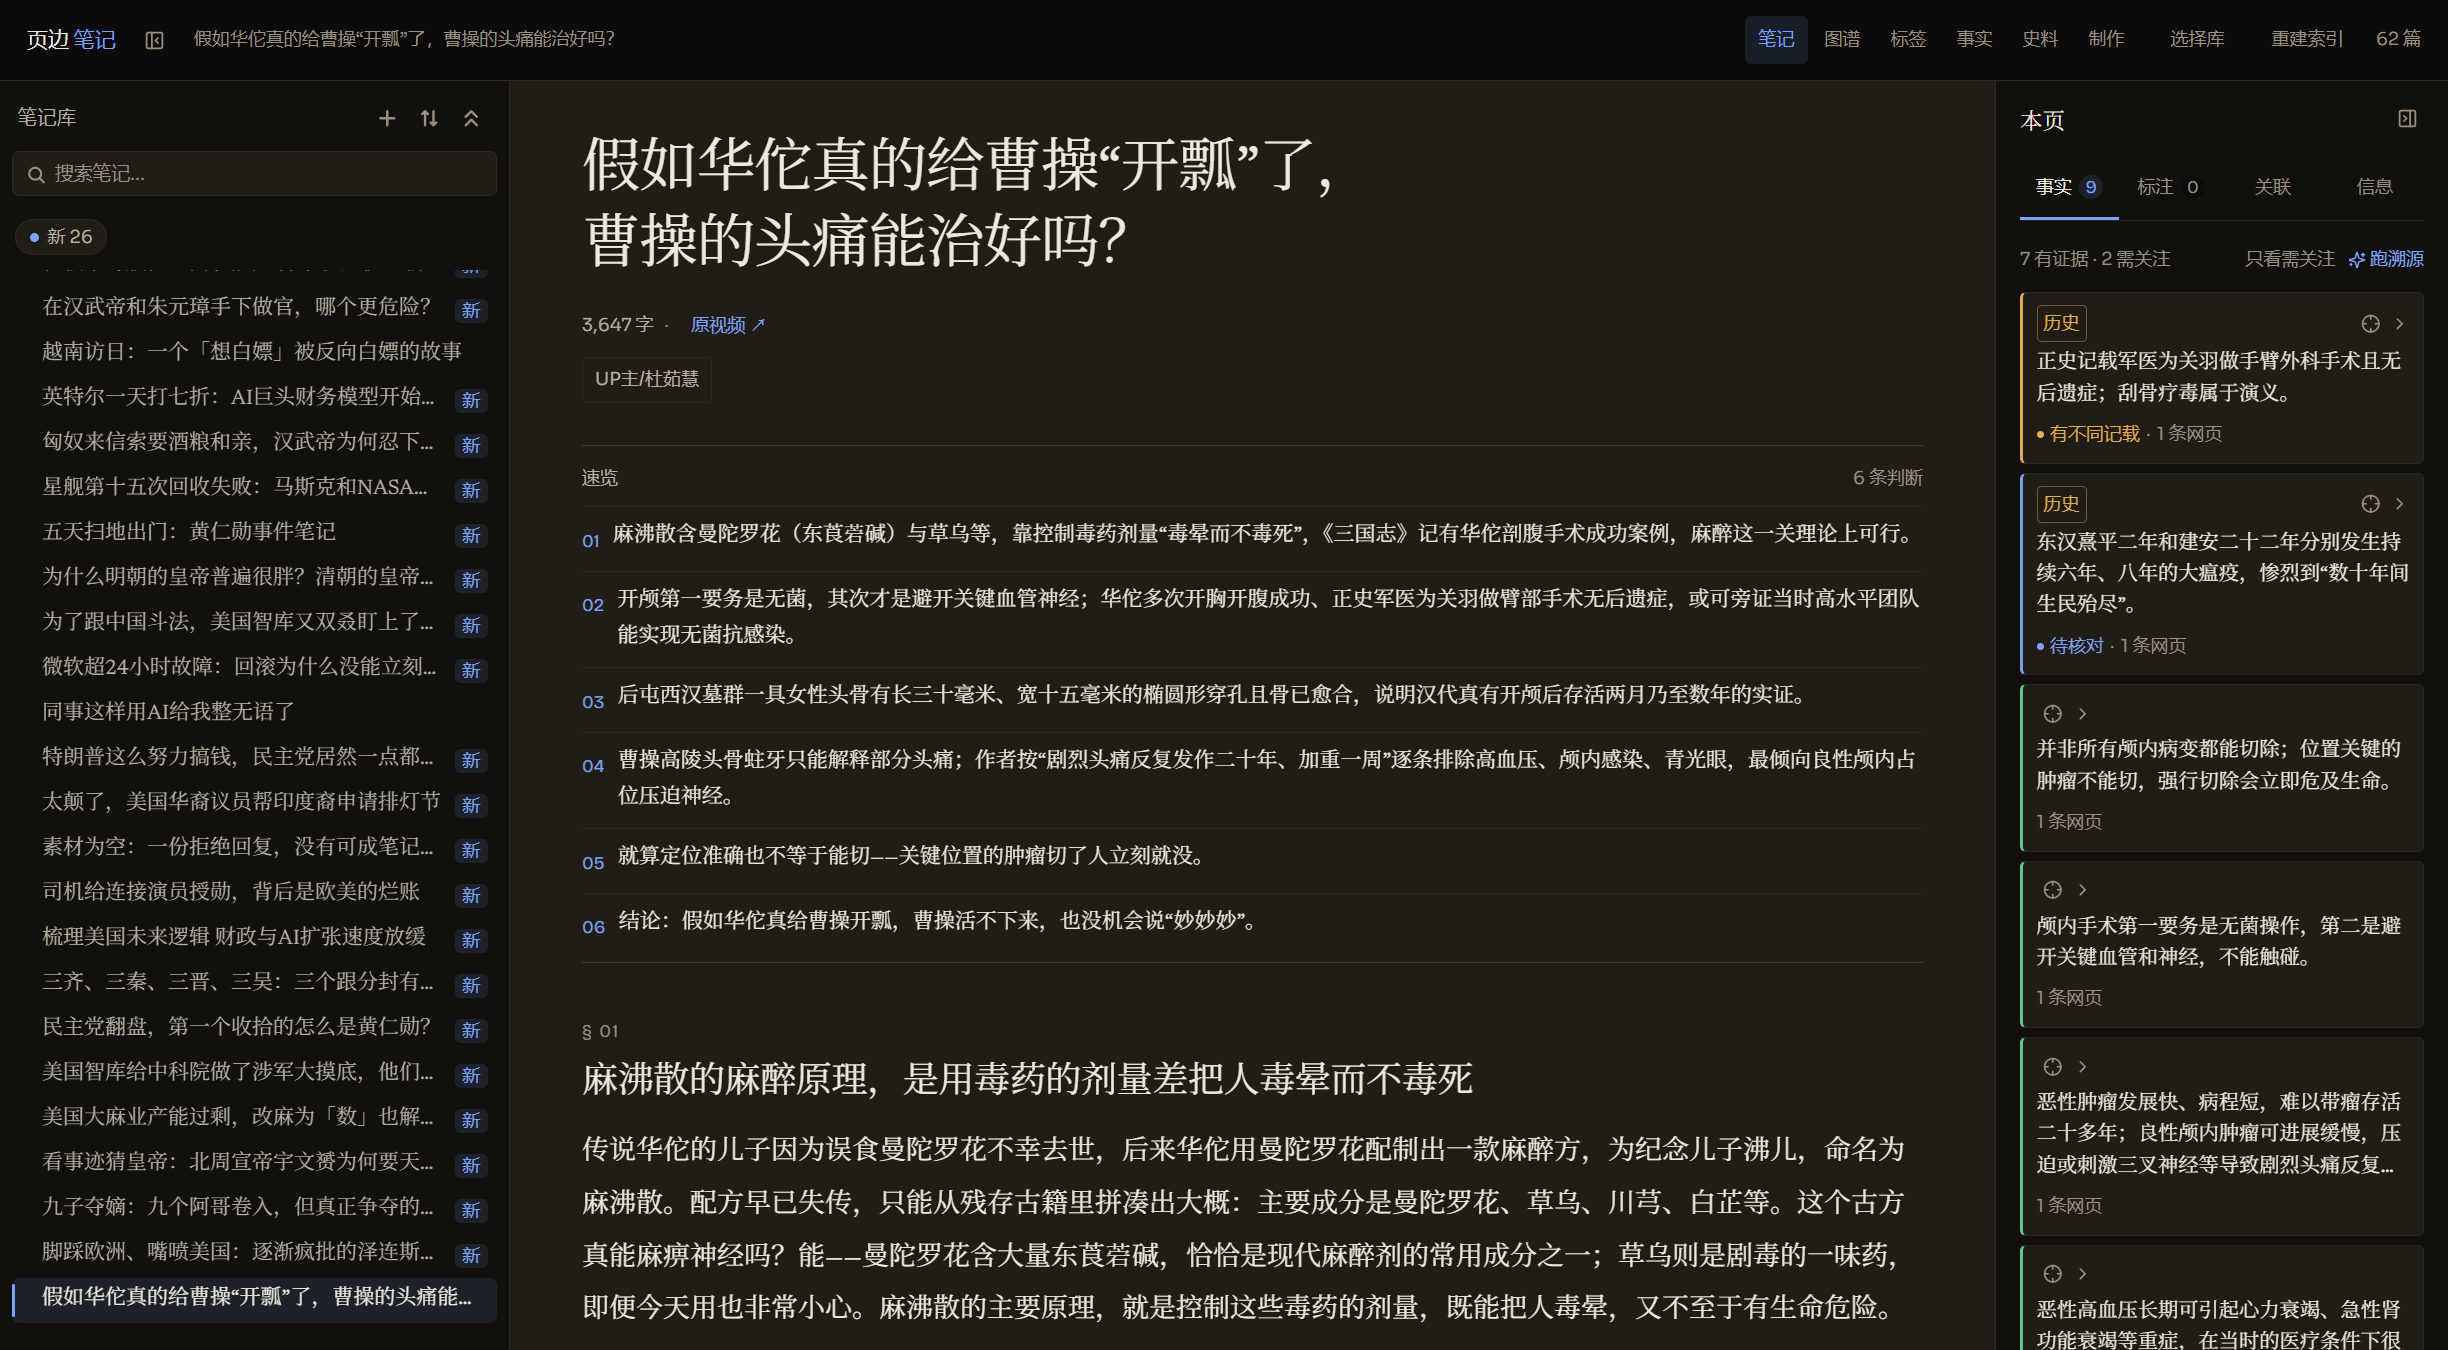 页边 笔记
假如华佗真的给曹操“开瓢”了，曹操的头痛能治好吗？
笔记 图谱 标签 事实 史料 制作 选择库 重建索引 62 篇
笔记库
搜索笔记...
新 26
在汉武帝和朱元璋手下做官，哪个更危险？ 新
越南访日：一个「想白嫖」被反向白嫖的故事
英特尔一天打七折：AI巨头财务模型开始... 新
匈奴来信索要酒粮和亲，汉武帝为何忍下... 新
星舰第十五次回收失败：马斯克和NASA... 新
五天扫地出门：黄仁勋事件笔记 新
为什么明朝的皇帝普遍很胖？清朝的皇帝... 新
为了跟中国斗法，美国智库又双叒盯上了... 新
微软超24小时故障：回滚为什么没能立刻... 新
同事这样用AI给我整无语了
特朗普这么努力搞钱，民主党居然一点都... 新
太颠了，美国华裔议员帮印度裔申请排灯节 新
素材为空：一份拒绝回复，没有可成笔记... 新
司机给连接演员授勋，背后是欧美的烂账 新
梳理美国未来逻辑 财政与AI扩张速度放缓 新
三齐、三秦、三晋、三吴：三个跟分封有... 新
民主党翻盘，第一个收拾的怎么是黄仁勋？ 新
美国智库给中科院做了涉军大摸底，他们... 新
美国大麻业产能过剩，改麻为「数」也解... 新
看事迹猜皇帝：北周宣帝宇文赟为何要天... 新
九子夺嫡：九个阿哥卷入，但真正争夺的... 新
脚踩欧洲、嘴喷美国：逐渐疯批的泽连斯... 新
假如华佗真的给曹操“开瓢”了，曹操的头痛能...
假如华佗真的给曹操“开瓢”了，
曹操的头痛能治好吗？
3,647 字 · 原视频 ↗
UP主/杜茹慧
速览 6 条判断
01 麻沸散含曼陀罗花（东莨菪碱）与草乌等，靠控制毒药剂量“毒晕而不毒死”，《三国志》记有华佗剖腹手术成功案例，麻醉这一关理论上可行。
02 开颅第一要务是无菌，其次才是避开关键血管神经；华佗多次开胸开腹成功、正史军医为关羽做臂部手术无后遗症，或可旁证当时高水平团队
能实现无菌抗感染。
03 后屯西汉墓群一具女性头骨有长三十毫米、宽十五毫米的椭圆形穿孔且骨已愈合，说明汉代真有开颅后存活两月乃至数年的实证。
04 曹操高陵头骨蛀牙只能解释部分头痛；作者按“剧烈头痛反复发作二十年、加重一周”逐条排除高血压、颅内感染、青光眼，最倾向良性颅内占
位压迫神经。
05 就算定位准确也不等于能切——关键位置的肿瘤切了人立刻就没。
06 结论：假如华佗真给曹操开瓢，曹操活不下来，也没机会说“妙妙妙”。
§ 01
麻沸散的麻醉原理，是用毒药的剂量差把人毒晕而不毒死
传说华佗的儿子因为误食曼陀罗花不幸去世，后来华佗用曼陀罗花配制出一款麻醉方，为纪念儿子沸儿，命名为
麻沸散。配方早已失传，只能从残存古籍里拼凑出大概：主要成分是曼陀罗花、草乌、川芎、白芷等。这个古方
真能麻痹神经吗？能——曼陀罗花含大量东莨菪碱，恰恰是现代麻醉剂的常用成分之一；草乌则是剧毒的一味药，
即便今天用也非常小心。麻沸散的主要原理，就是控制这些毒药的剂量，既能把人毒晕，又不至于有生命危险。
本页
事实 9 标注 0 关联 信息
7 有证据 · 2 需关注 只看需关注 跑溯源
历史
正史记载军医为关羽做手臂外科手术且无
后遗症；刮骨疗毒属于演义。
有不同记载 · 1 条网页
历史
东汉熹平二年和建安二十二年分别发生持
续六年、八年的大瘟疫，惨烈到“数十年间
生民殆尽”。
待核对 · 1 条网页
并非所有颅内病变都能切除；位置关键的
肿瘤不能切，强行切除会立即危及生命。
1 条网页
颅内手术第一要务是无菌操作，第二是避
开关键血管和神经，不能触碰。
1 条网页
恶性肿瘤发展快、病程短，难以带瘤存活
二十多年；良性颅内肿瘤可进展缓慢，压
迫或刺激三叉神经等导致剧烈头痛反复...
1 条网页
恶性高血压长期可引起心力衰竭、急性肾
功能衰竭等重症，在当时的医疗条件下很